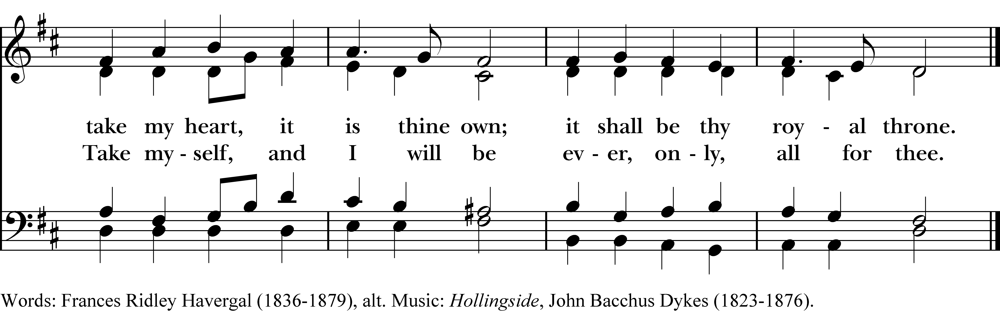 take my heart, it is thine own; it shall be thy roy - al throne.
Take my - self, and I will be ev - er, on - ly, all for thee.
Words: Frances Ridley Havergal (1836-1879), alt. Music: Hollingside, John Bacchus Dykes (1823-1876).